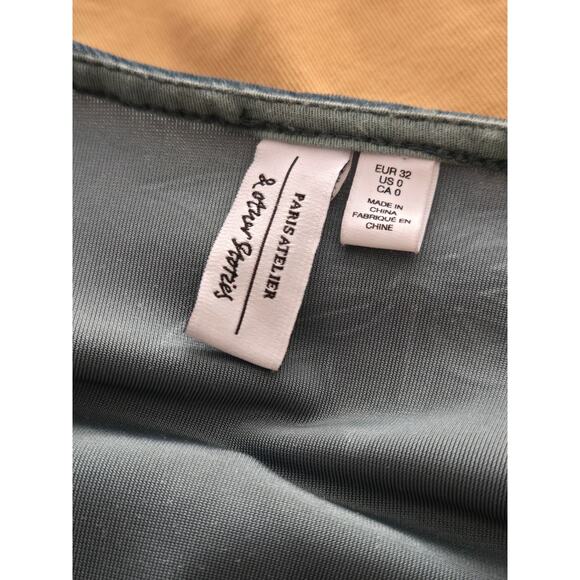 PARIS ATELIER
& other Stories
EUR 32
US 0
CA 0
MADE IN
CHINA
FABRIQUÉ EN
CHINE